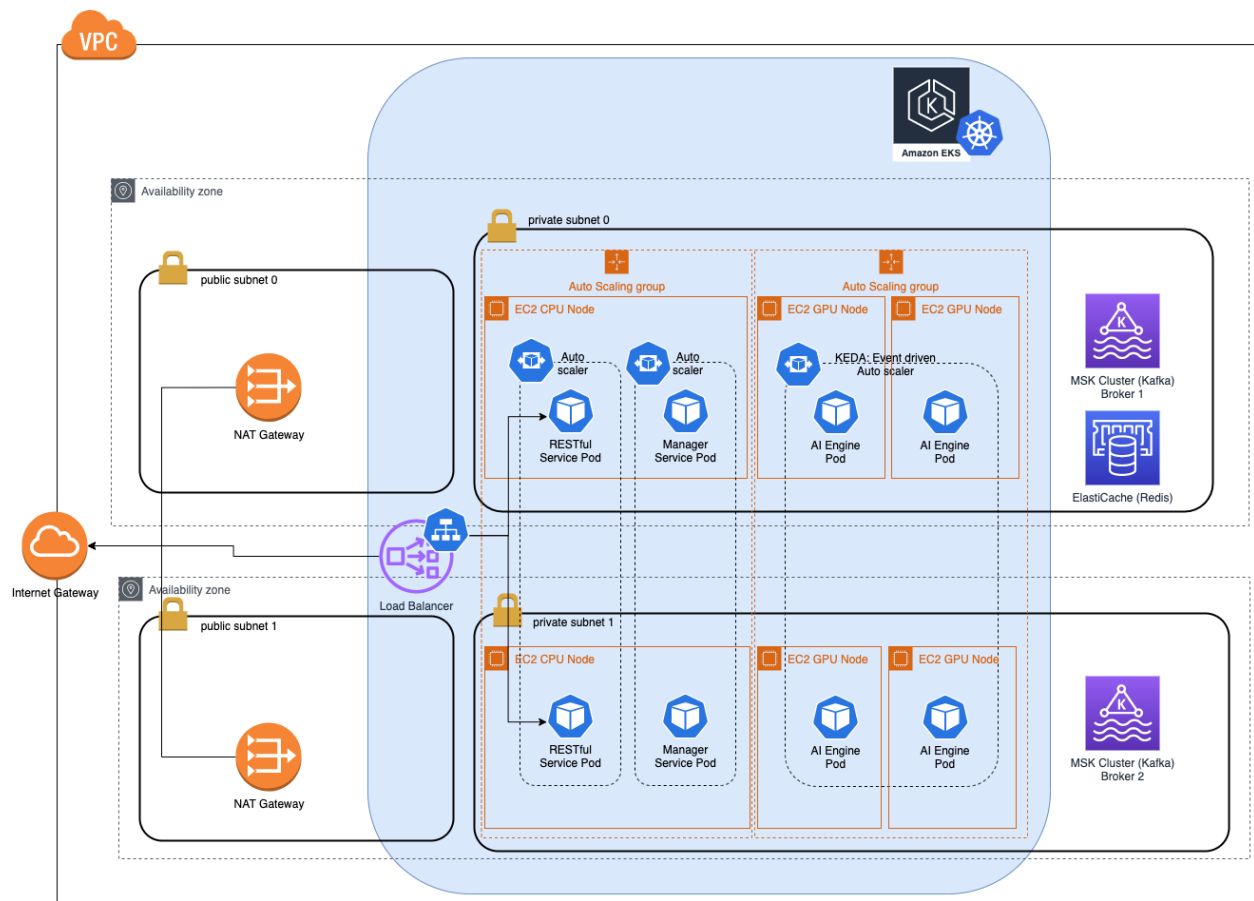 VPC
Amazon EKS
Availability zone
private subnet 0
public subnet 0
Auto Scaling group
Auto Scaling group
EC2 CPU Node
EC2 GPU Node
EC2 GPU Node
Auto
scaler
Auto
scaler
KEDA: Event driven
Auto scaler
MSK Cluster (Kafka)
Broker 1
NAT Gateway
RESTful
Service Pod
Manager
Service Pod
AI Engine
Pod
AI Engine
Pod
ElastiCache (Redis)
Internet Gateway
Load Balancer
Availability zone
public subnet 1
private subnet 1
EC2 CPU Node
EC2 GPU Node
EC2 GPU Node
RESTful
Service Pod
Manager
Service Pod
AI Engine
Pod
AI Engine
Pod
MSK Cluster (Kafka)
Broker 2
NAT Gateway